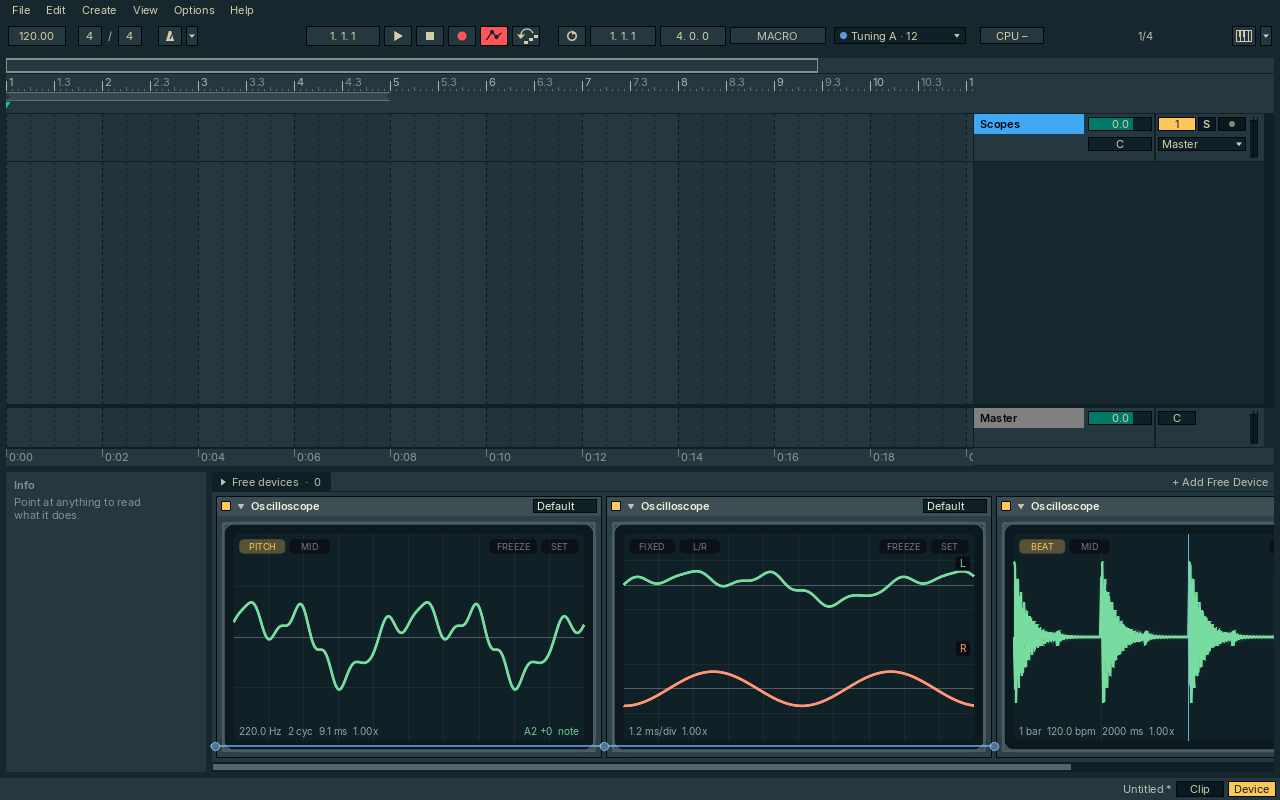 File Edit Create View Options Help
120.00 4 / 4 1. 1. 1 1. 1. 1 4. 0. 0 MACRO Tuning A · 12 CPU – 1/4
1 1.3 2 2.3 3 3.3 4 4.3 5 5.3 6 6.3 7 7.3 8 8.3 9 9.3 10 10.3 1
Scopes 0.0 1 S
C Master
Master 0.0 C
0:00 0:02 0:04 0:06 0:08 0:10 0:12 0:14 0:16 0:18
Info
Point at anything to read
what it does.
Free devices · 0 + Add Free Device
Oscilloscope Default Oscilloscope Default Oscilloscope
PITCH MID FREEZE SET FIXED L/R FREEZE SET BEAT MID
L
R
220.0 Hz 2 cyc 9.1 ms 1.00x A2 +0 note 1.2 ms/div 1.00x 1 bar 120.0 bpm 2000 ms 1.00x
Untitled * Clip Device